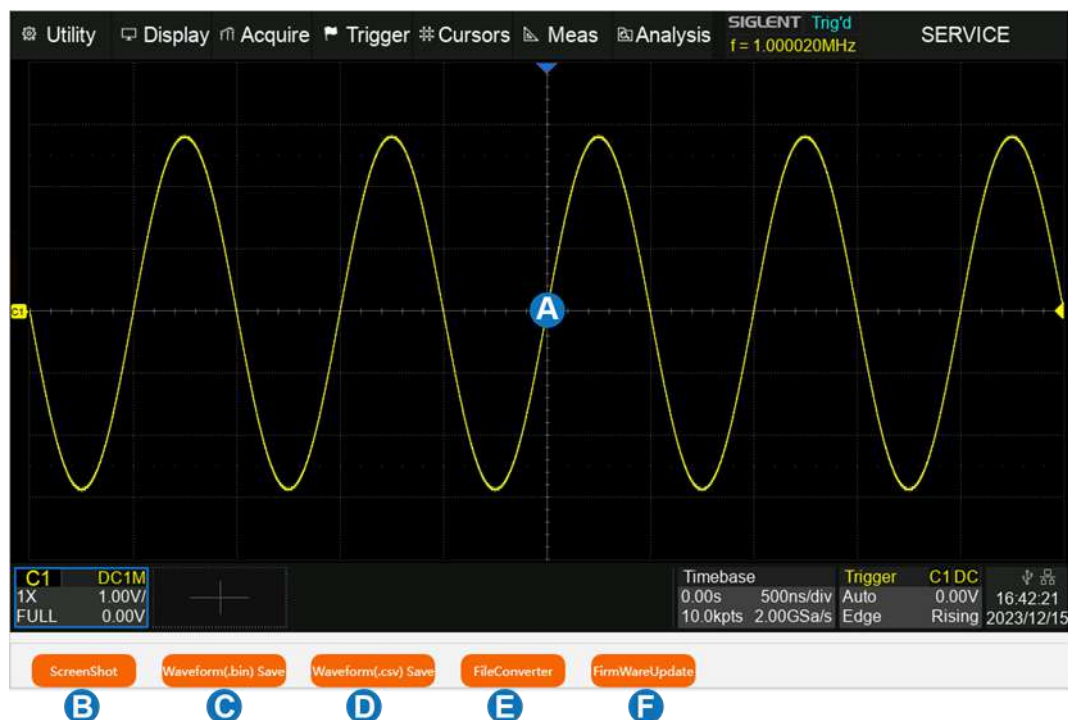 Utility Display Acquire Trigger Cursors Meas Analysis SIGLENT Trig'd SERVICE
f = 1.000020MHz
A
C1
C1 DC1M
1X 1.00V/
FULL 0.00V
Timebase
0.00s 500ns/div
10.0kpts 2.00GSa/s
Trigger C1 DC
Auto 0.00V
Edge Rising
16:42:21
2023/12/15
ScreenShot Waveform(.bin) Save Waveform(.csv) Save FileConverter FirmWareUpdate
B C D E F